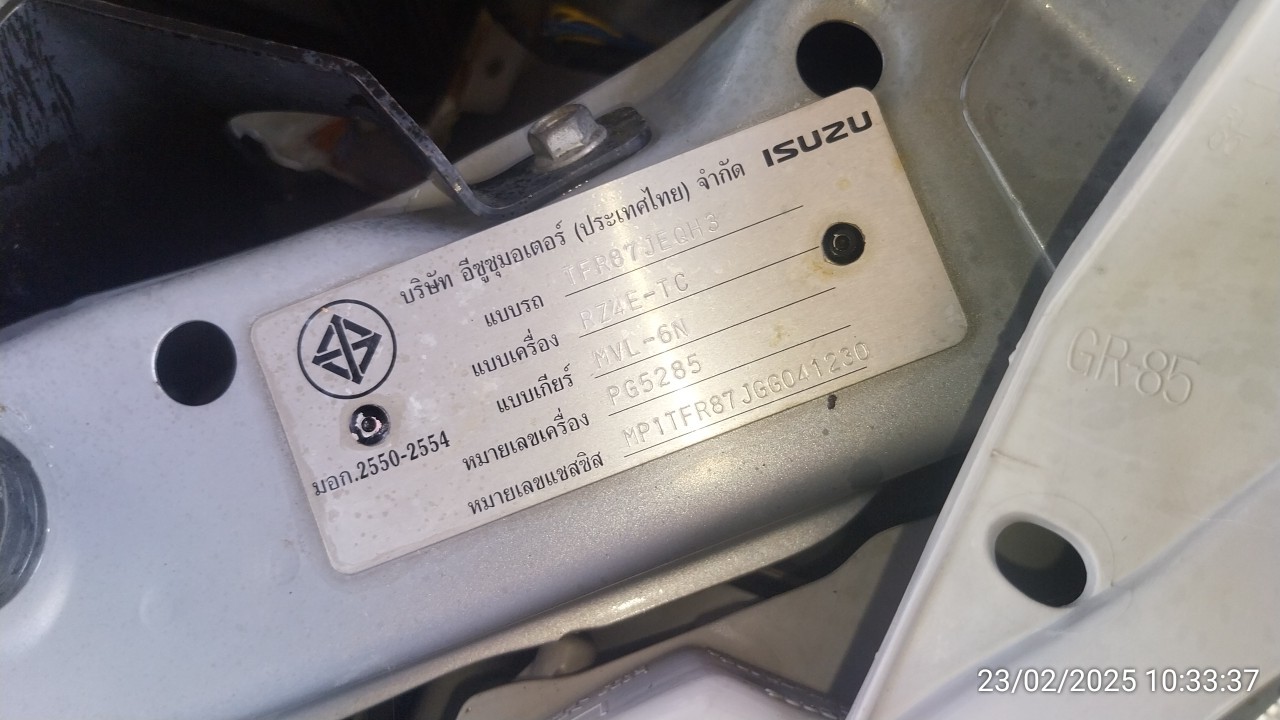 บริษัท อีซูซุมอเตอร์ (ประเทศไทย) จำกัด ISUZU
แบบรถ TFR87JEQH3
แบบเครื่อง RZ4E-TC
แบบเกียร์ MVL-6N
หมายเลขเครื่อง PG5285
หมายเลขแชสซิส MP1TFR87JGG041230
มอก.2550-2554
GR-85
23/02/2025 10:33:37